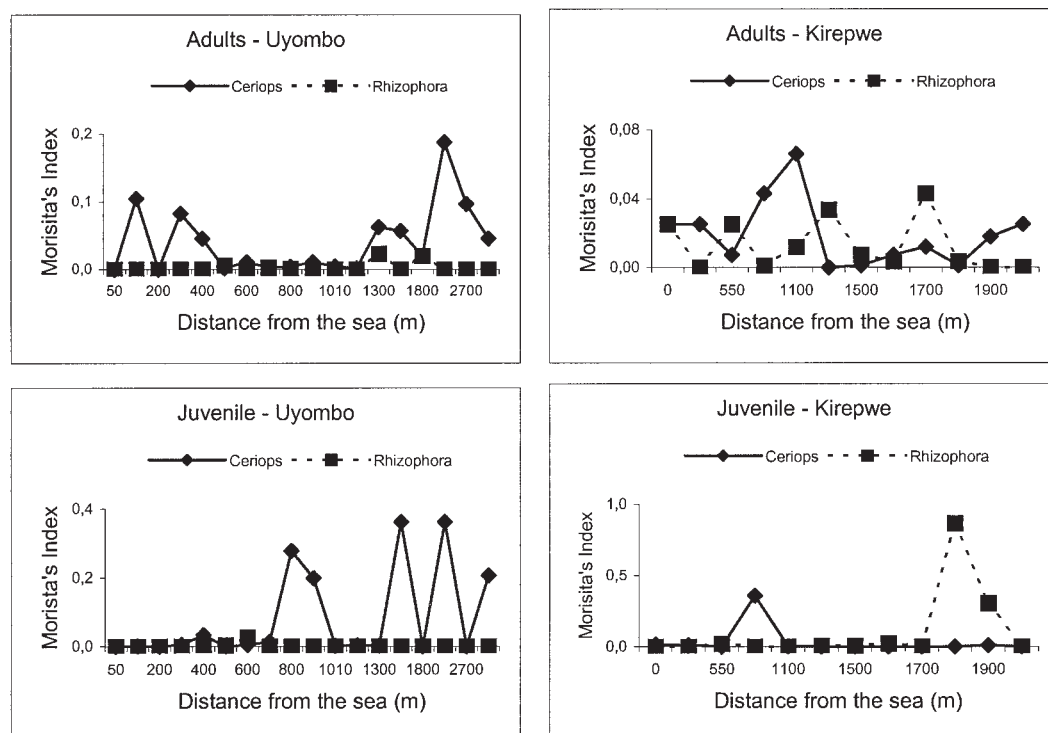 Adults - Uyombo
Ceriops Rhizophora
Morisita's Index
0,2
0,1
0,0
50 200 400 600 800 1010 1300 1800 2700
Distance from the sea (m)
Adults - Kirepwe
Ceriops Rhizophora
Morisita's Index
0,08
0,04
0,00
0 550 1100 1500 1700 1900
Distance from the sea (m)
Juvenile - Uyombo
Ceriops Rhizophora
Morista's Index
0,4
0,2
0,0
50 200 400 600 800 1010 1300 1800 2700
Distance from the sea (m)
Juvenile - Kirepwe
Ceriops Rhizophora
Morisita's Index
1,0
0,5
0,0
0 550 1100 1500 1700 1900
Distance from the sea (m)